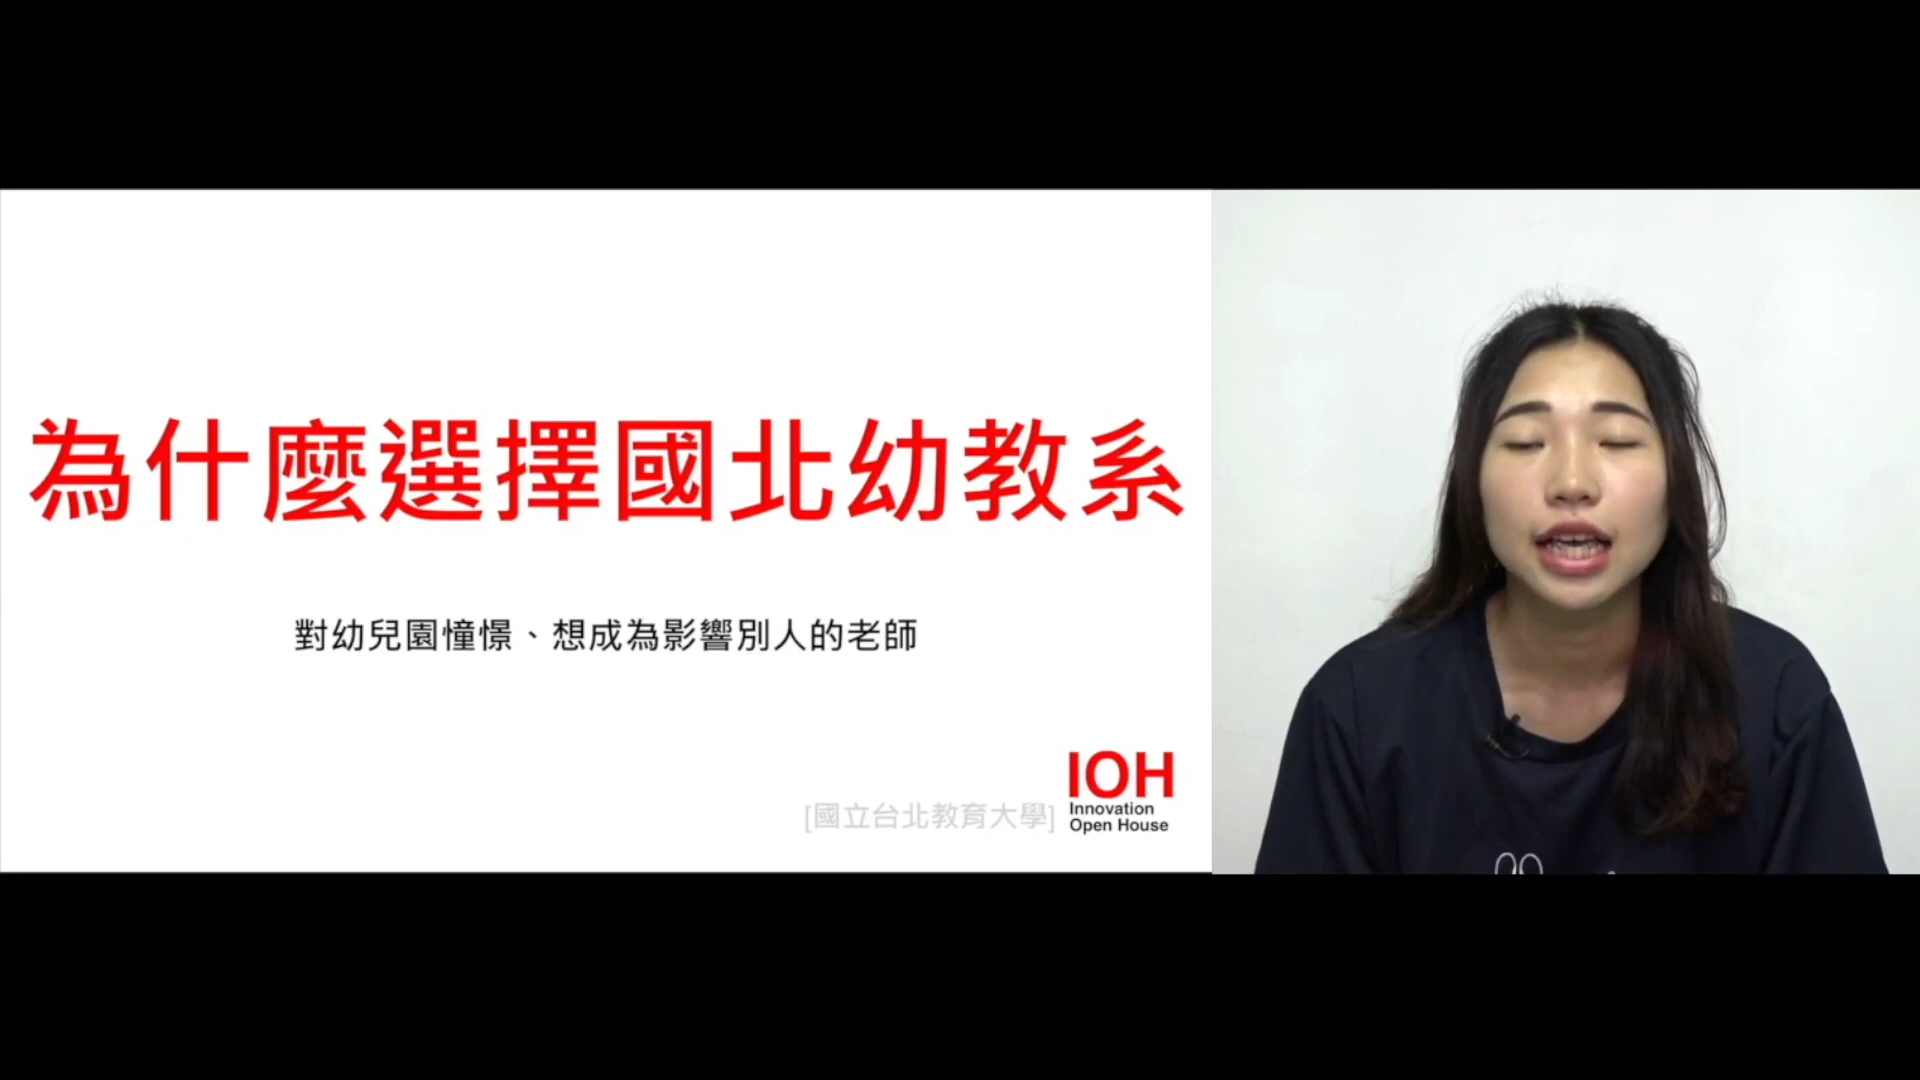 為什麼選擇國北幼教系
對幼兒園憧憬、想成為影響別人的老師
[國立台北教育大學]
IOH
Innovation
Open House